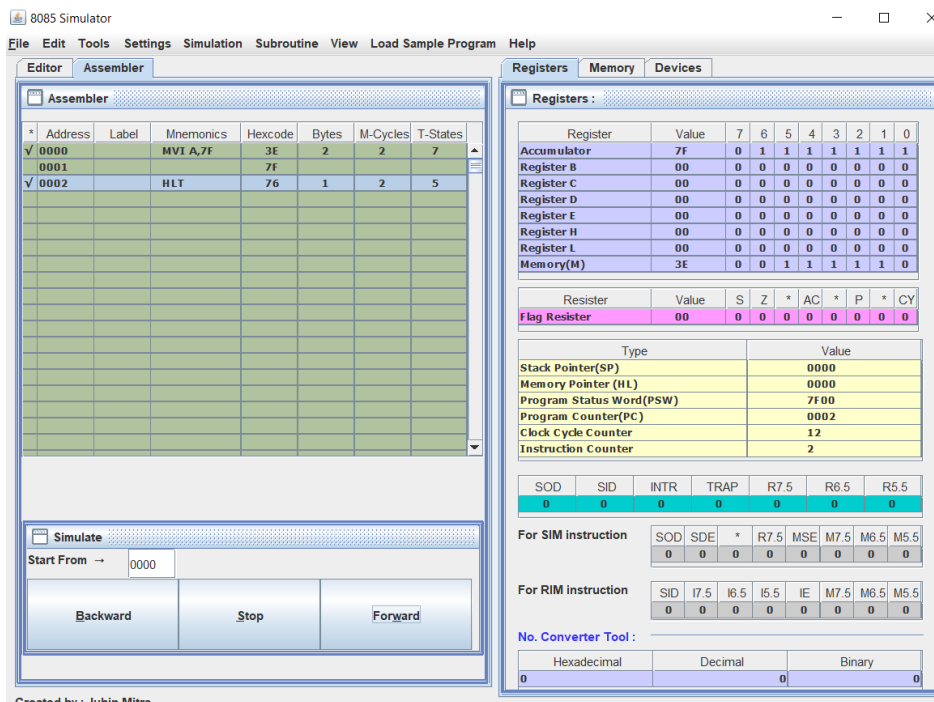 8085 Simulator
File Edit Tools Settings Simulation Subroutine View Load Sample Program Help
Editor Assembler
Assembler
* Address Label Mnemonics Hexcode Bytes M-Cycles T-States
√ 0000 MVI A,7F 3E 2 2 7
0001 7F
√ 0002 HLT 76 1 2 5
Simulate
Start From → 0000
Backward Stop Forward
Registers Memory Devices
Registers :
Register Value 7 6 5 4 3 2 1 0
Accumulator 7F 0 1 1 1 1 1 1 1
Register B 00 0 0 0 0 0 0 0 0
Register C 00 0 0 0 0 0 0 0 0
Register D 00 0 0 0 0 0 0 0 0
Register E 00 0 0 0 0 0 0 0 0
Register H 00 0 0 0 0 0 0 0 0
Register L 00 0 0 0 0 0 0 0 0
Memory(M) 3E 0 0 1 1 1 1 1 0
Resister Value S Z * AC * P * CY
Flag Resister 00 0 0 0 0 0 0 0 0
Type Value
Stack Pointer(SP) 0000
Memory Pointer (HL) 0000
Program Status Word(PSW) 7F00
Program Counter(PC) 0002
Clock Cycle Counter 12
Instruction Counter 2
SOD SID INTR TRAP R7.5 R6.5 R5.5
0 0 0 0 0 0 0
For SIM instruction SOD SDE * R7.5 MSE M7.5 M6.5 M5.5
0 0 0 0 0 0 0 0
For RIM instruction SID I7.5 I6.5 I5.5 IE M7.5 M6.5 M5.5
0 0 0 0 0 0 0 0
No. Converter Tool :
Hexadecimal Decimal Binary
0 0 0
Created by : Jubin Mitra